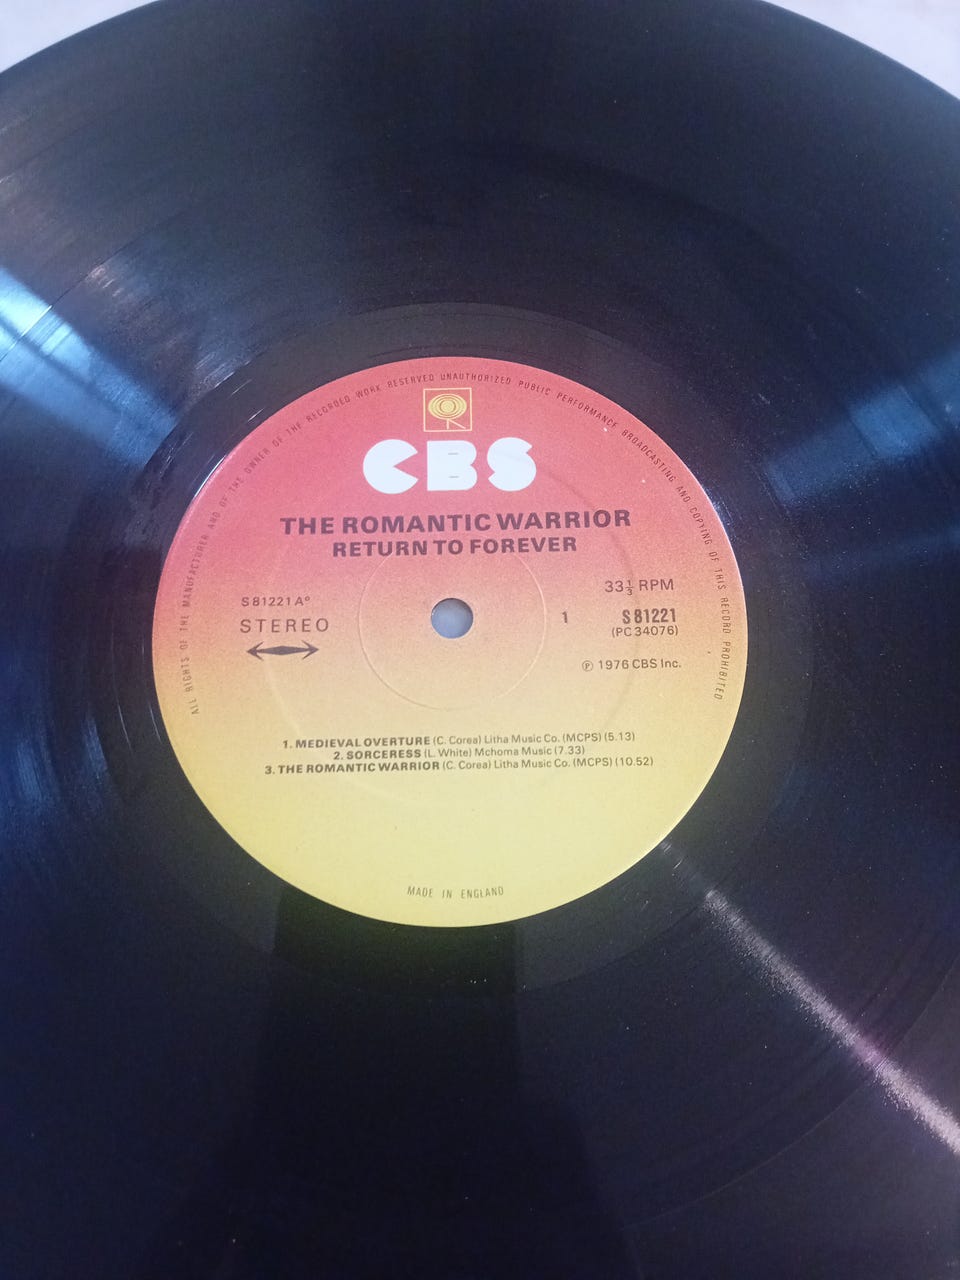 ALL RIGHTS OF THE MANUFACTURER AND OF THE OWNER OF THE RECORDED WORK RESERVED UNAUTHORIZED PUBLIC PERFORMANCE BROADCASTING AND COPYING OF THIS RECORD PROHIBITED
CBS
THE ROMANTIC WARRIOR
RETURN TO FOREVER
S 81221 A°
STEREO
33⅓ RPM
1
S 81221
(PC 34076)
℗ 1976 CBS Inc.
1. MEDIEVAL OVERTURE (C. Corea) Litha Music Co. (MCPS) (5.13)
2. SORCERESS (L. White) Mchoma Music (7.33)
3. THE ROMANTIC WARRIOR (C. Corea) Litha Music Co. (MCPS) (10.52)
MADE IN ENGLAND